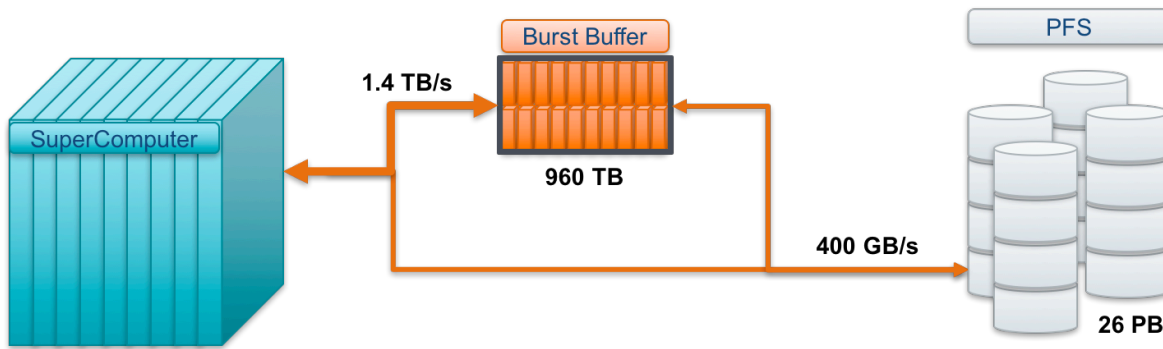 Burst Buffer
PFS
1.4 TB/s
SuperComputer
960 TB
400 GB/s
26 PB